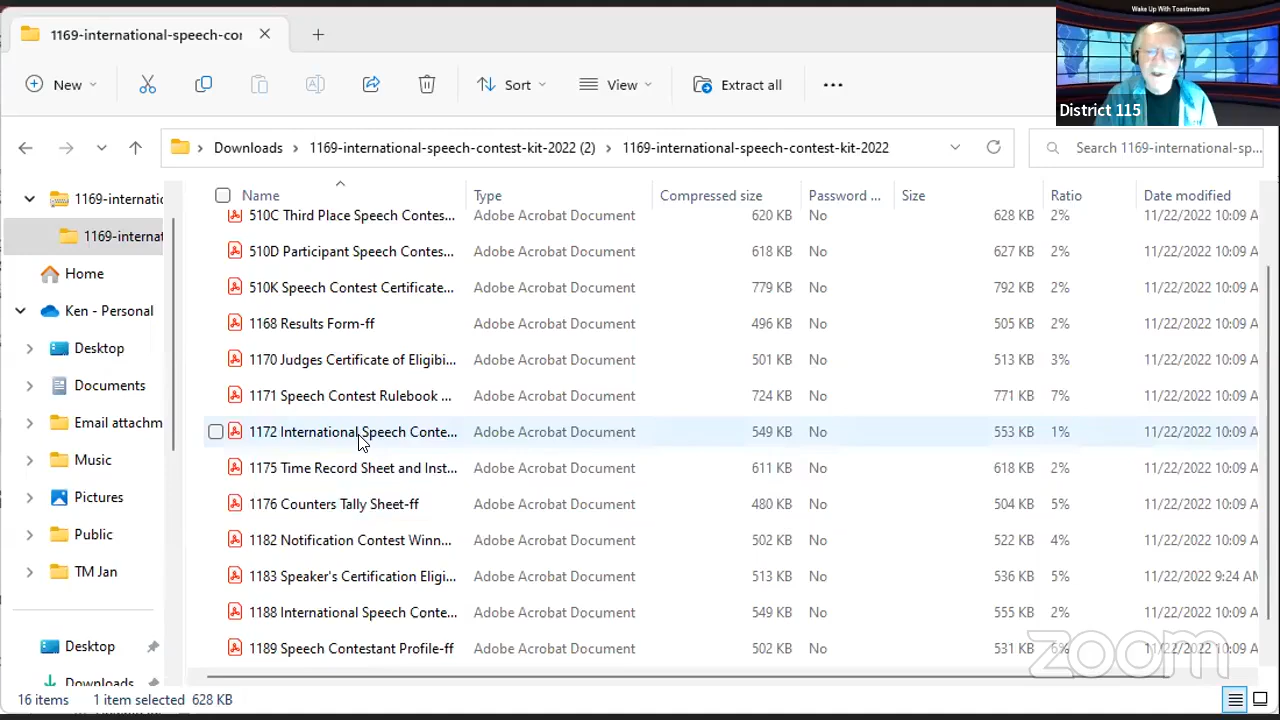 Wake Up With Toastmasters
1169-international-speech-cor
New
Sort
View
Extract all
District 115
Downloads
1169-international-speech-contest-kit-2022 (2)
1169-international-speech-contest-kit-2022
Search 1169-international-sp...
1169-internatic
1169-internat
Home
Ken - Personal
Desktop
Documents
Email attachm
Music
Pictures
Public
TM Jan
Desktop
Downloads
Name Type Compressed size Password ... Size Ratio Date modified
510C Third Place Speech Contes... Adobe Acrobat Document 620 KB No 628 KB 2% 11/22/2022 10:09 A
510D Participant Speech Contes... Adobe Acrobat Document 618 KB No 627 KB 2% 11/22/2022 10:09 A
510K Speech Contest Certificate... Adobe Acrobat Document 779 KB No 792 KB 2% 11/22/2022 10:09 A
1168 Results Form-ff Adobe Acrobat Document 496 KB No 505 KB 2% 11/22/2022 10:09 A
1170 Judges Certificate of Eligibi... Adobe Acrobat Document 501 KB No 513 KB 3% 11/22/2022 10:09 A
1171 Speech Contest Rulebook ... Adobe Acrobat Document 724 KB No 771 KB 7% 11/22/2022 10:09 A
1172 International Speech Conte... Adobe Acrobat Document 549 KB No 553 KB 1% 11/22/2022 10:09 A
1175 Time Record Sheet and Inst... Adobe Acrobat Document 611 KB No 618 KB 2% 11/22/2022 10:09 A
1176 Counters Tally Sheet-ff Adobe Acrobat Document 480 KB No 504 KB 5% 11/22/2022 10:09 A
1182 Notification Contest Winn... Adobe Acrobat Document 502 KB No 522 KB 4% 11/22/2022 10:09 A
1183 Speaker's Certification Eligi... Adobe Acrobat Document 513 KB No 536 KB 5% 11/22/2022 9:24 AM
1188 International Speech Conte... Adobe Acrobat Document 549 KB No 555 KB 2% 11/22/2022 10:09 A
1189 Speech Contestant Profile-ff Adobe Acrobat Document 502 KB No 531 KB 6% 11/22/2022 10:09 A
zoom
16 items 1 item selected 628 KB